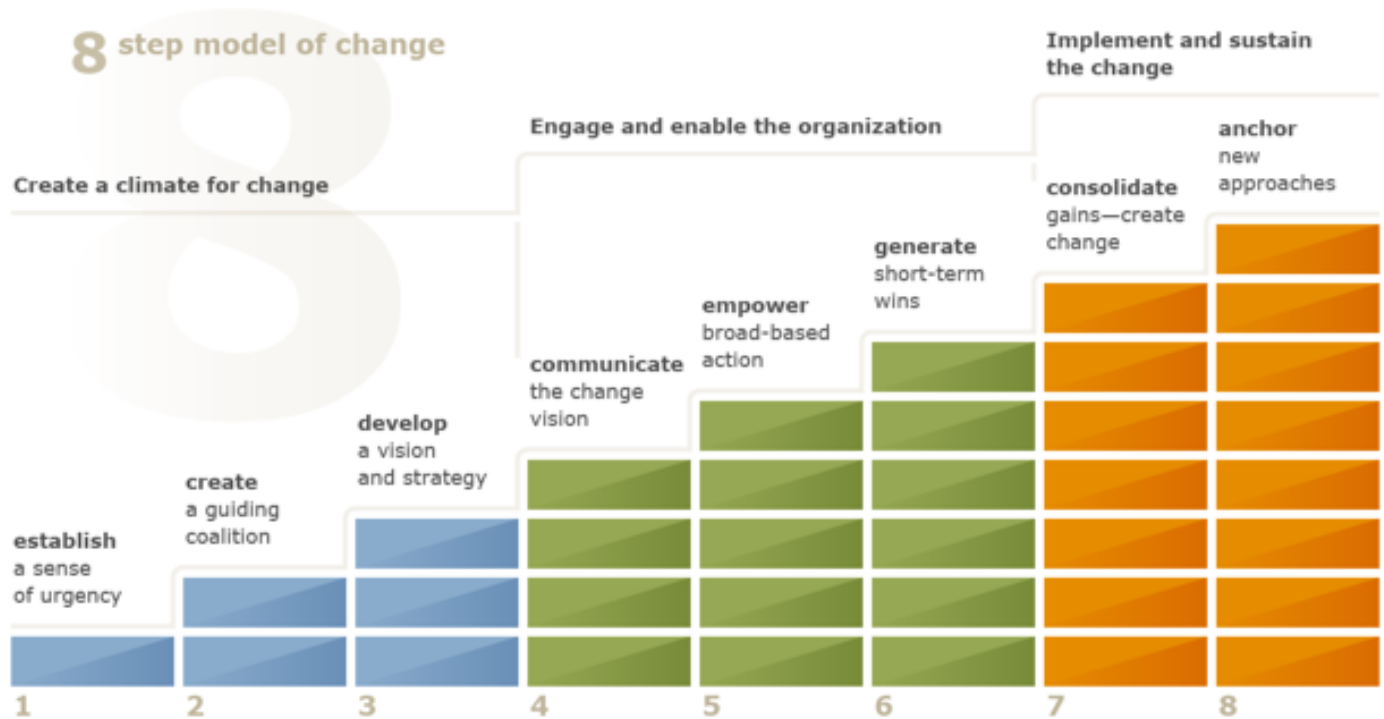 8 step model of change
Create a climate for change
Engage and enable the organization
Implement and sustain
the change
establish
a sense
of urgency
create
a guiding
coalition
develop
a vision
and strategy
communicate
the change
vision
empower
broad-based
action
generate
short-term
wins
consolidate
gains—create
change
anchor
new
approaches
1 2 3 4 5 6 7 8
8